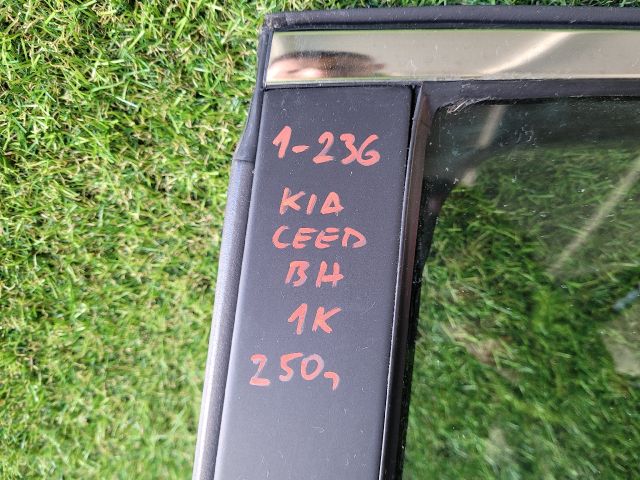 1-236
KIA
CEED
BH
1K
250,